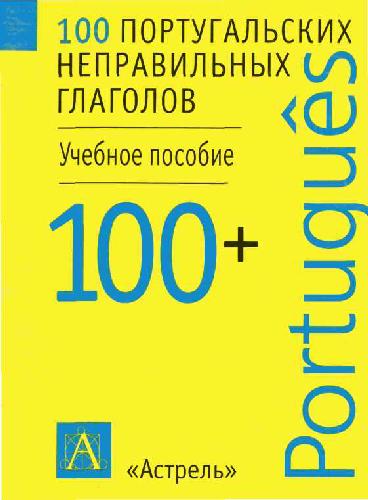 100 ПОРТУГАЛЬСКИХ
НЕПРАВИЛЬНЫХ
ГЛАГОЛОВ
Учебное пособие
100+
Português
А
«Астрель»